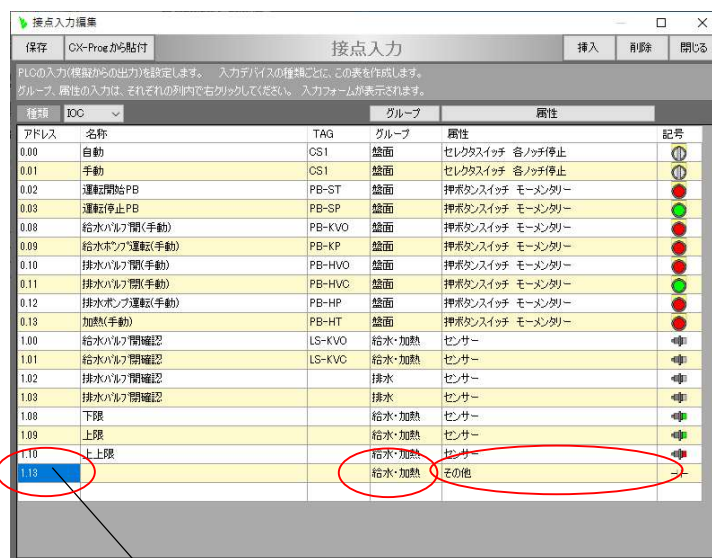 接点入力編集
保存 CX-Progから貼付 接点入力 挿入 削除 閉じる
PLCの入力(模擬からの出力)を設定します。 入力デバイスの種類ごとに、この表を作成します。
グループ、属性の入力は、それぞれの列内で右クリックしてください。 入力フォームが表示されます。
種類 IOC グループ 属性
アドレス 名称 TAG グループ 属性 記号
0.00 自動 CS1 盤面 セレクタスイッチ 各ノッチ停止
0.01 手動 CS1 盤面 セレクタスイッチ 各ノッチ停止
0.02 運転開始PB PB-ST 盤面 押ボタンスイッチ モーメンタリー
0.03 運転停止PB PB-SP 盤面 押ボタンスイッチ モーメンタリー
0.08 給水バルブ開(手動) PB-KVO 盤面 押ボタンスイッチ モーメンタリー
0.09 給水ポンプ運転(手動) PB-KP 盤面 押ボタンスイッチ モーメンタリー
0.10 排水バルブ開(手動) PB-HVO 盤面 押ボタンスイッチ モーメンタリー
0.11 排水バルブ閉(手動) PB-HVC 盤面 押ボタンスイッチ モーメンタリー
0.12 排水ポンプ運転(手動) PB-HP 盤面 押ボタンスイッチ モーメンタリー
0.13 加熱(手動) PB-HT 盤面 押ボタンスイッチ モーメンタリー
1.00 給水バルブ開確認 LS-KVO 給水・加熱 センサー
1.01 給水バルブ閉確認 LS-KVC 給水・加熱 センサー
1.02 排水バルブ開確認 排水 センサー
1.03 排水バルブ閉確認 排水 センサー
1.08 下限 給水・加熱 センサー
1.09 上限 給水・加熱 センサー
1.10 上上限 給水・加熱 センサー
1.13 給水・加熱 その他